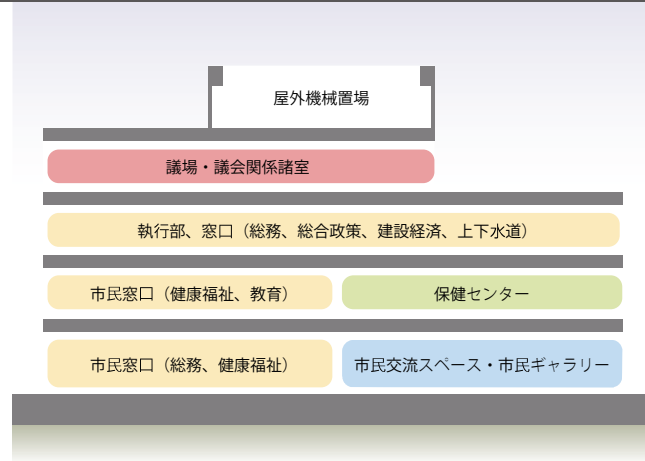 屋外機械置場
議場・議会関係諸室
執行部、窓口（総務、総合政策、建設経済、上下水道）
市民窓口（健康福祉、教育）
保健センター
市民窓口（総務、健康福祉）
市民交流スペース・市民ギャラリー